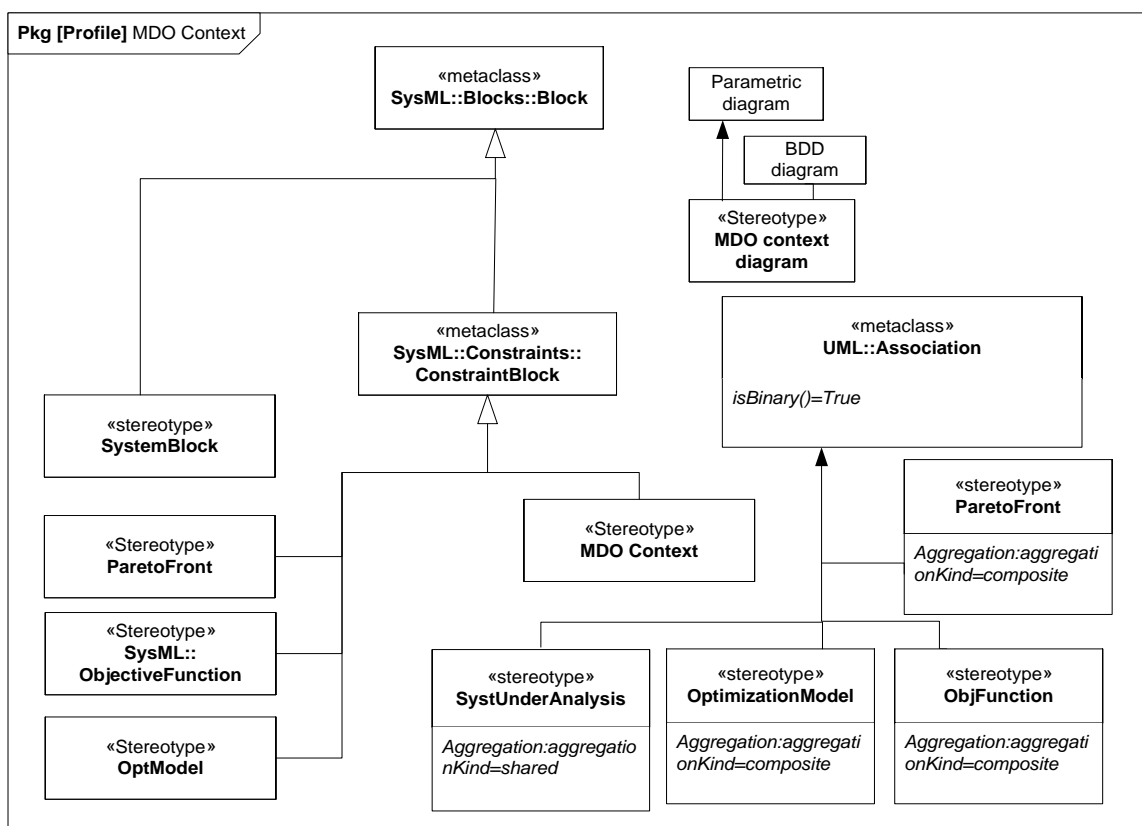 Pkg [Profile] MDO Context
«metaclass»
SysML::Blocks::Block
Parametric
diagram
BDD
diagram
«Stereotype»
MDO context
diagram
«metaclass»
SysML::Constraints::
ConstraintBlock
«metaclass»
UML::Association
isBinary()=True
«stereotype»
SystemBlock
«stereotype»
ParetoFront
Aggregation:aggregati
onKind=composite
«Stereotype»
MDO Context
«Stereotype»
ParetoFront
«Stereotype»
SysML::
ObjectiveFunction
«Stereotype»
OptModel
«stereotype»
SystUnderAnalysis
Aggregation:aggregatio
nKind=shared
«stereotype»
OptimizationModel
Aggregation:aggregati
onKind=composite
«stereotype»
ObjFunction
Aggregation:aggregati
onKind=composite